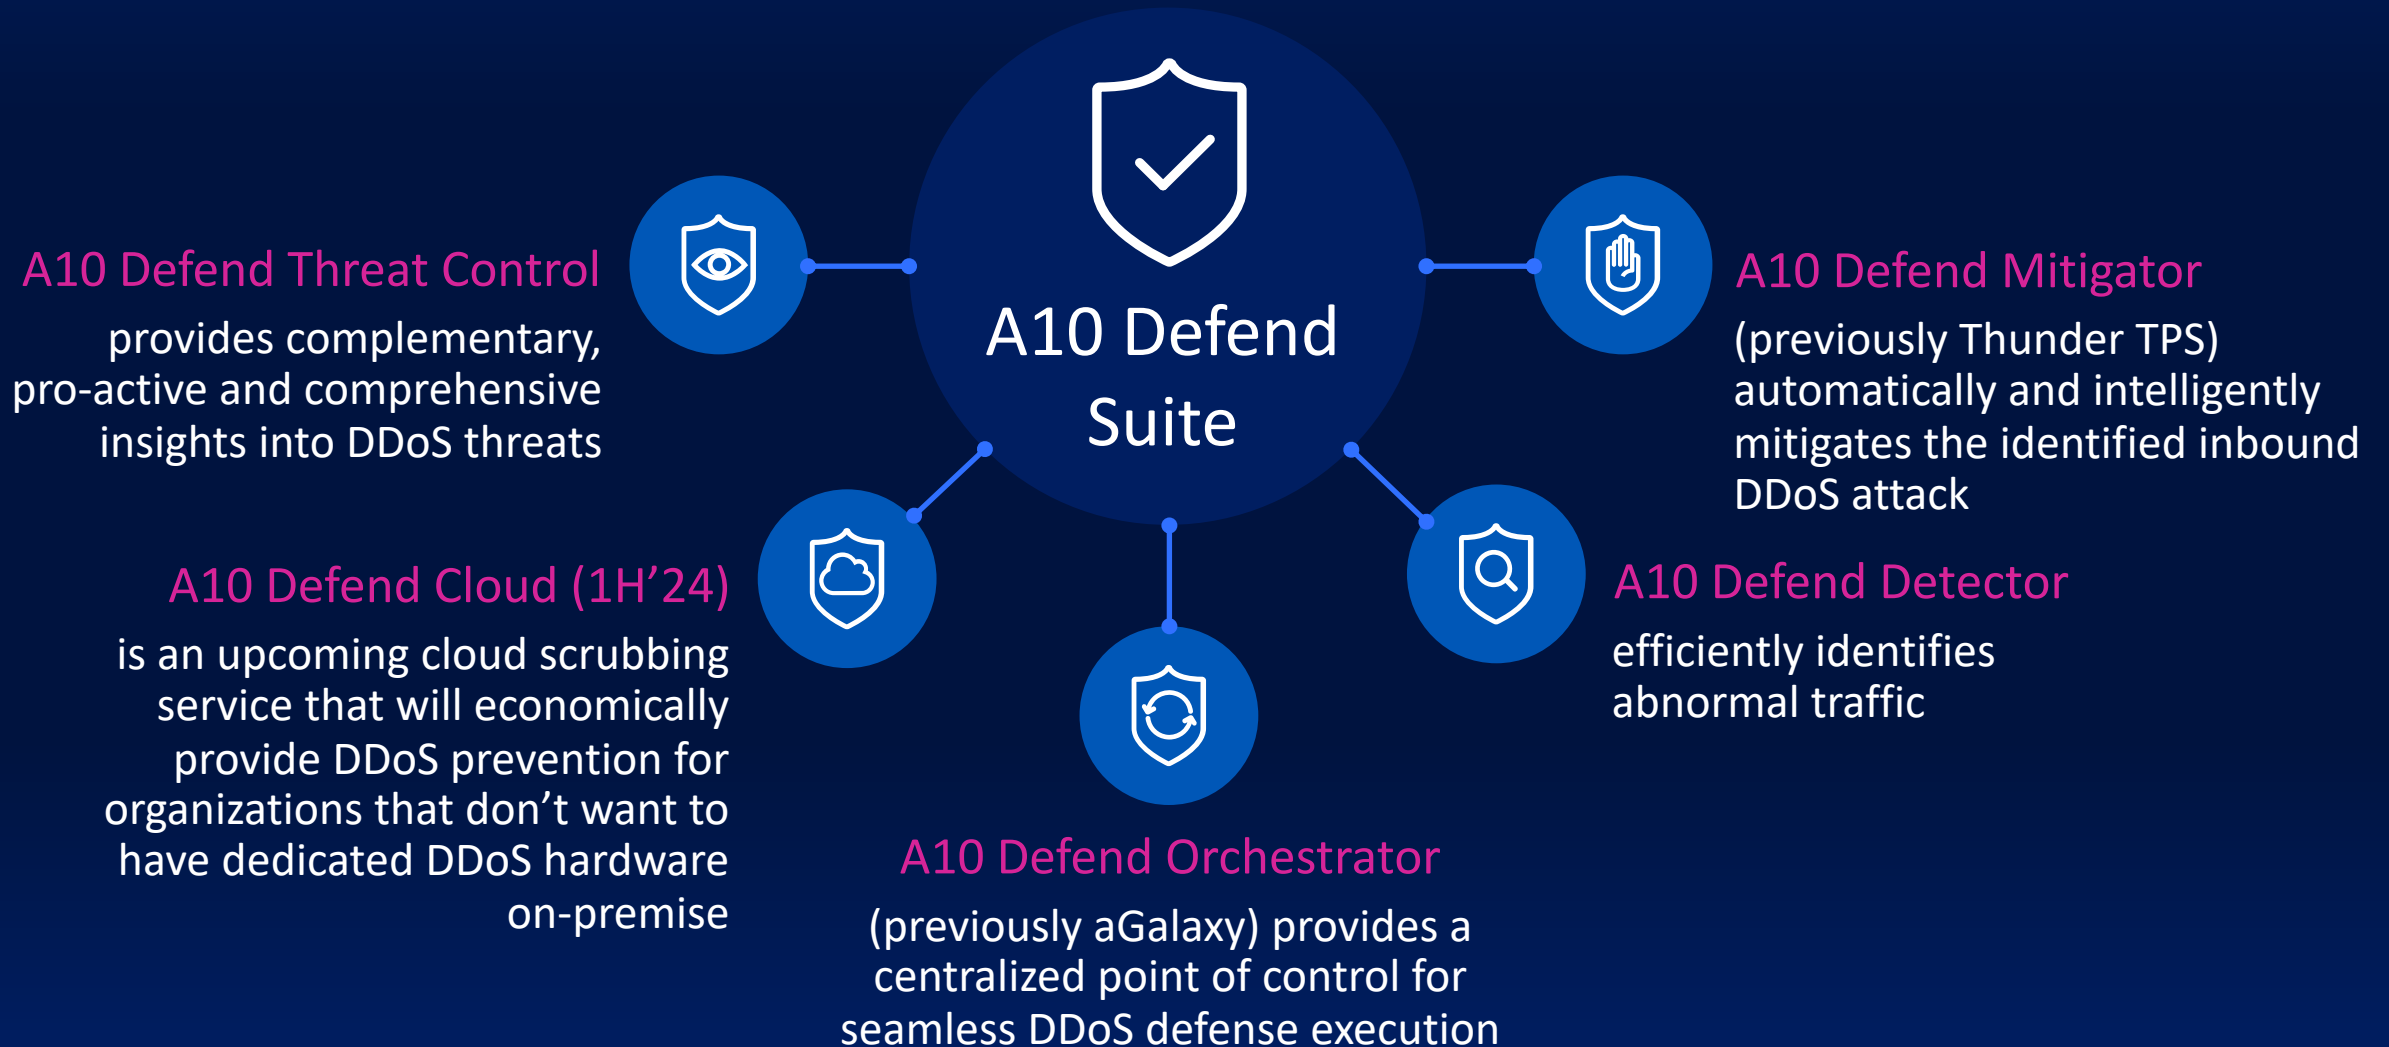 A10 Defend
Suite
A10 Defend Threat Control
provides complementary,
pro-active and comprehensive
insights into DDoS threats
A10 Defend Cloud (1H’24)
is an upcoming cloud scrubbing
service that will economically
provide DDoS prevention for
organizations that don’t want to
have dedicated DDoS hardware
on-premise
A10 Defend Orchestrator
(previously aGalaxy) provides a
centralized point of control for
seamless DDoS defense execution
A10 Defend Detector
efficiently identifies
abnormal traffic
A10 Defend Mitigator
(previously Thunder TPS)
automatically and intelligently
mitigates the identified inbound
DDoS attack